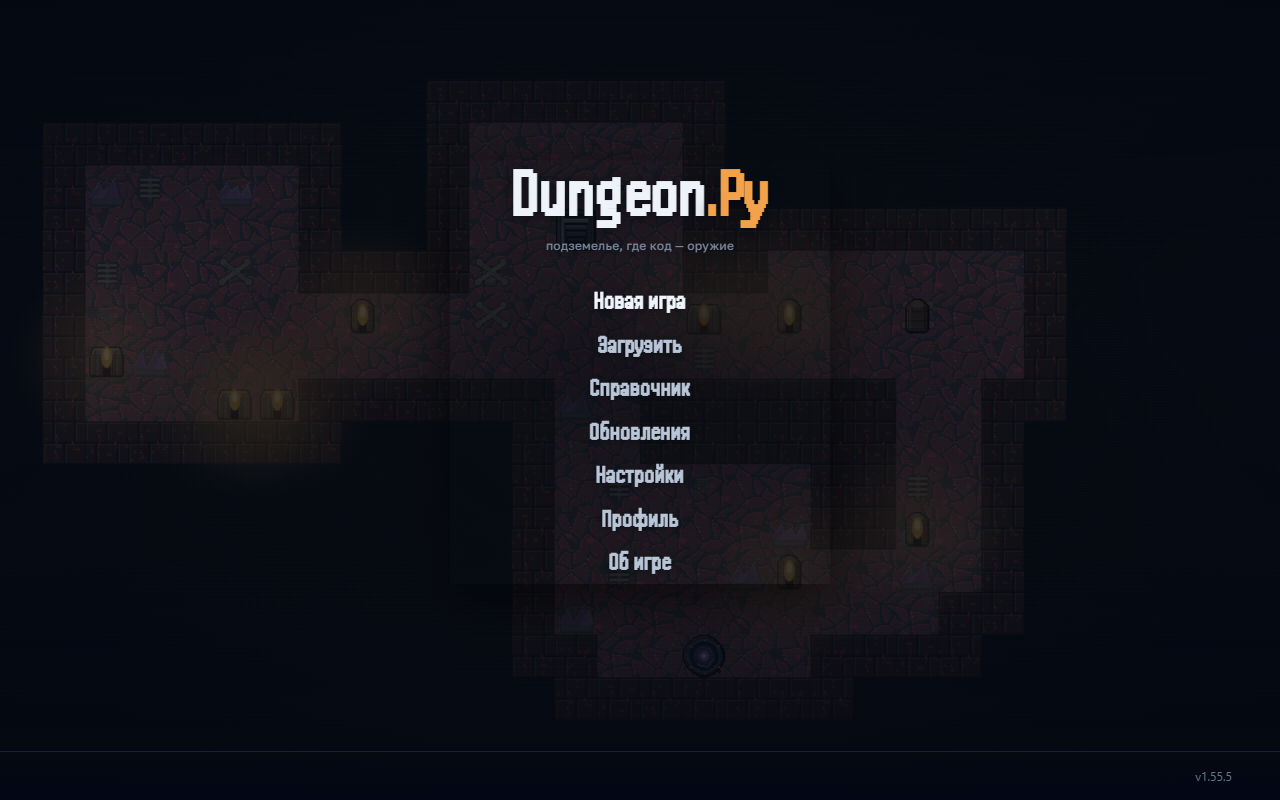 Dungeon.Py
подземелье, где код — оружие
Новая игра
Загрузить
Справочник
Обновления
Настройки
Профиль
Об игре
v1.55.5